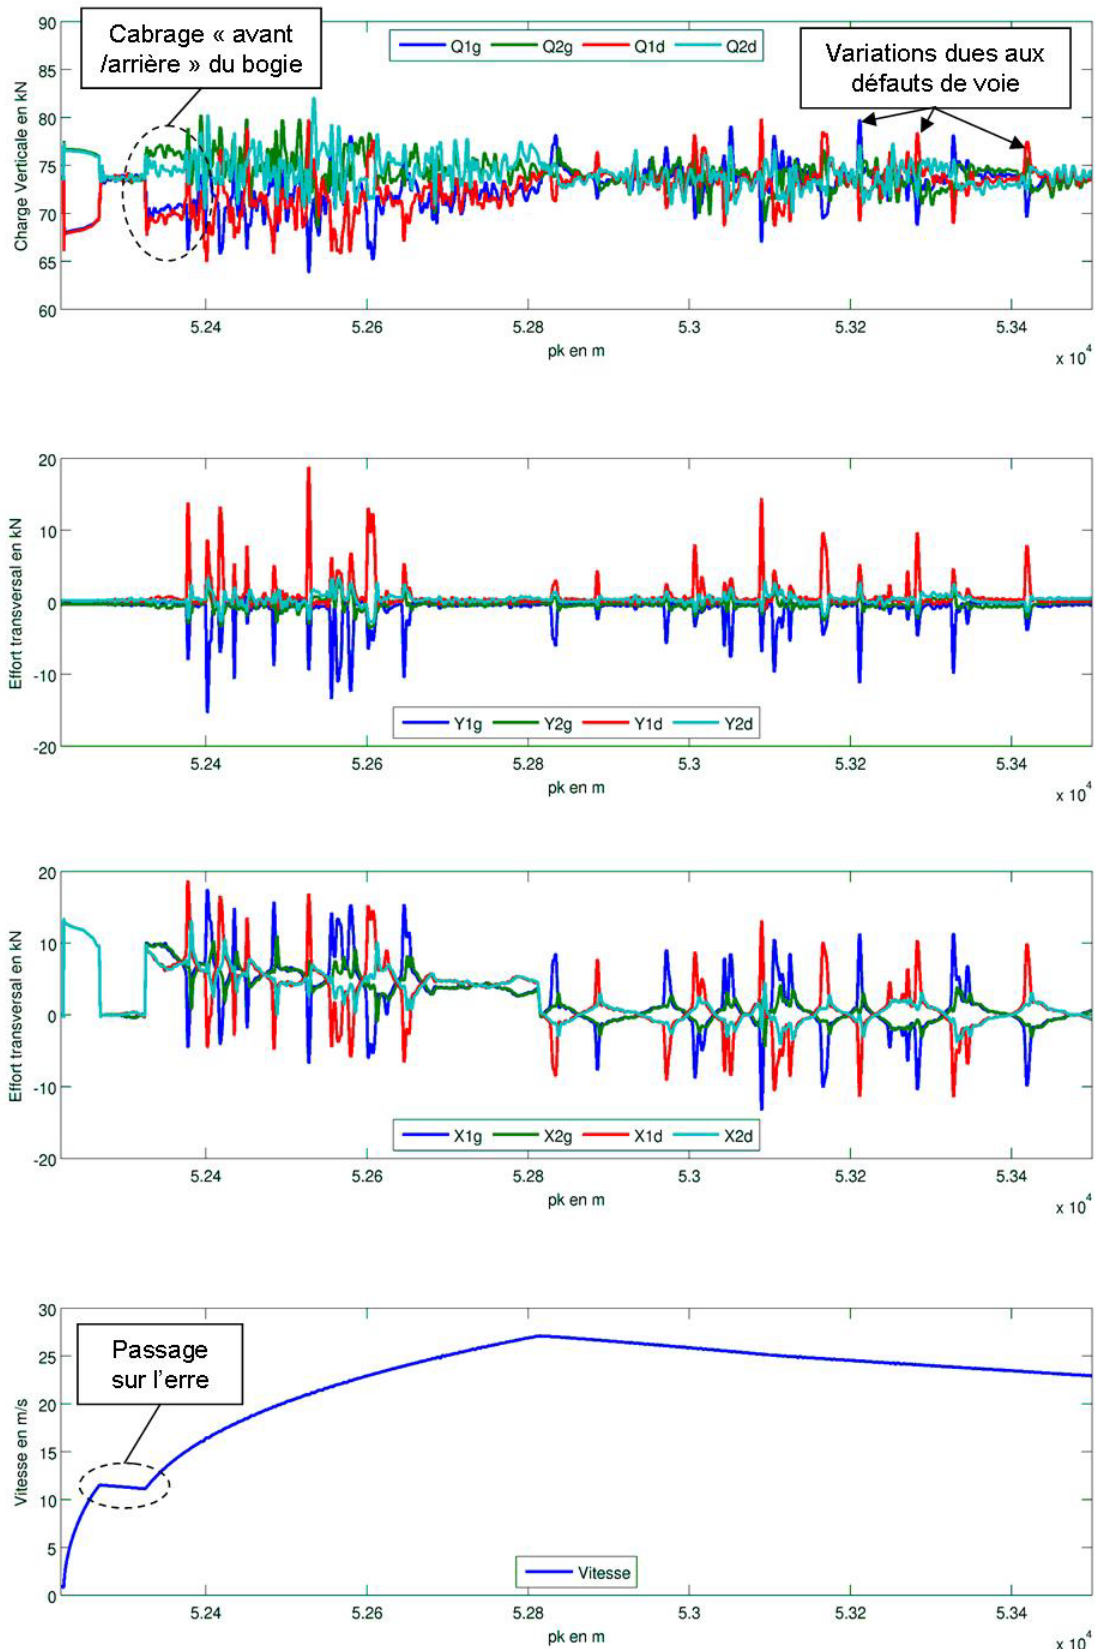 Cabrage « avant
/arrière » du bogie
Q1g Q2g Q1d Q2d
Variations dues aux
défauts de voie
Charge Verticale en kN
90
85
80
75
70
65
60
5.24 5.26 5.28 5.3 5.32 5.34
pk en m
x 10⁴
Effort transversal en kN
20
10
0
-10
-20
Y1g Y2g Y1d Y2d
5.24 5.26 5.28 5.3 5.32 5.34
pk en m
x 10⁴
Effort transversal en kN
20
10
0
-10
-20
X1g X2g X1d X2d
5.24 5.26 5.28 5.3 5.32 5.34
pk en m
x 10⁴
Passage
sur l'erre
Vitesse en m/s
30
25
20
15
10
5
0
Vitesse
5.24 5.26 5.28 5.3 5.32 5.34
pk en m
x 10⁴